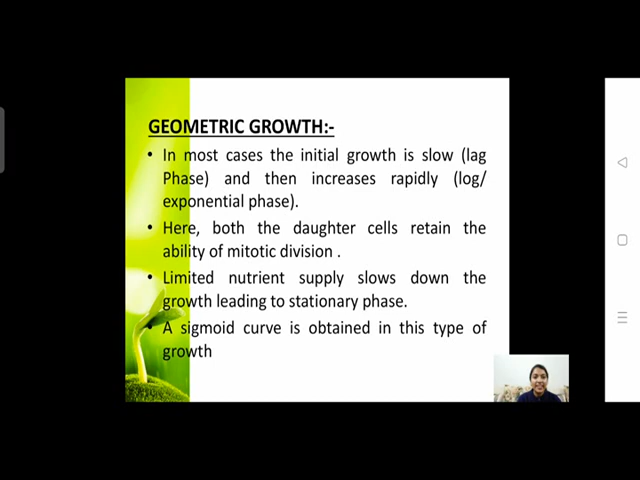 GEOMETRIC GROWTH:-
• In most cases the initial growth is slow (lag
Phase) and then increases rapidly (log/
exponential phase).
• Here, both the daughter cells retain the
ability of mitotic division .
• Limited nutrient supply slows down the
growth leading to stationary phase.
• A sigmoid curve is obtained in this type of
growth